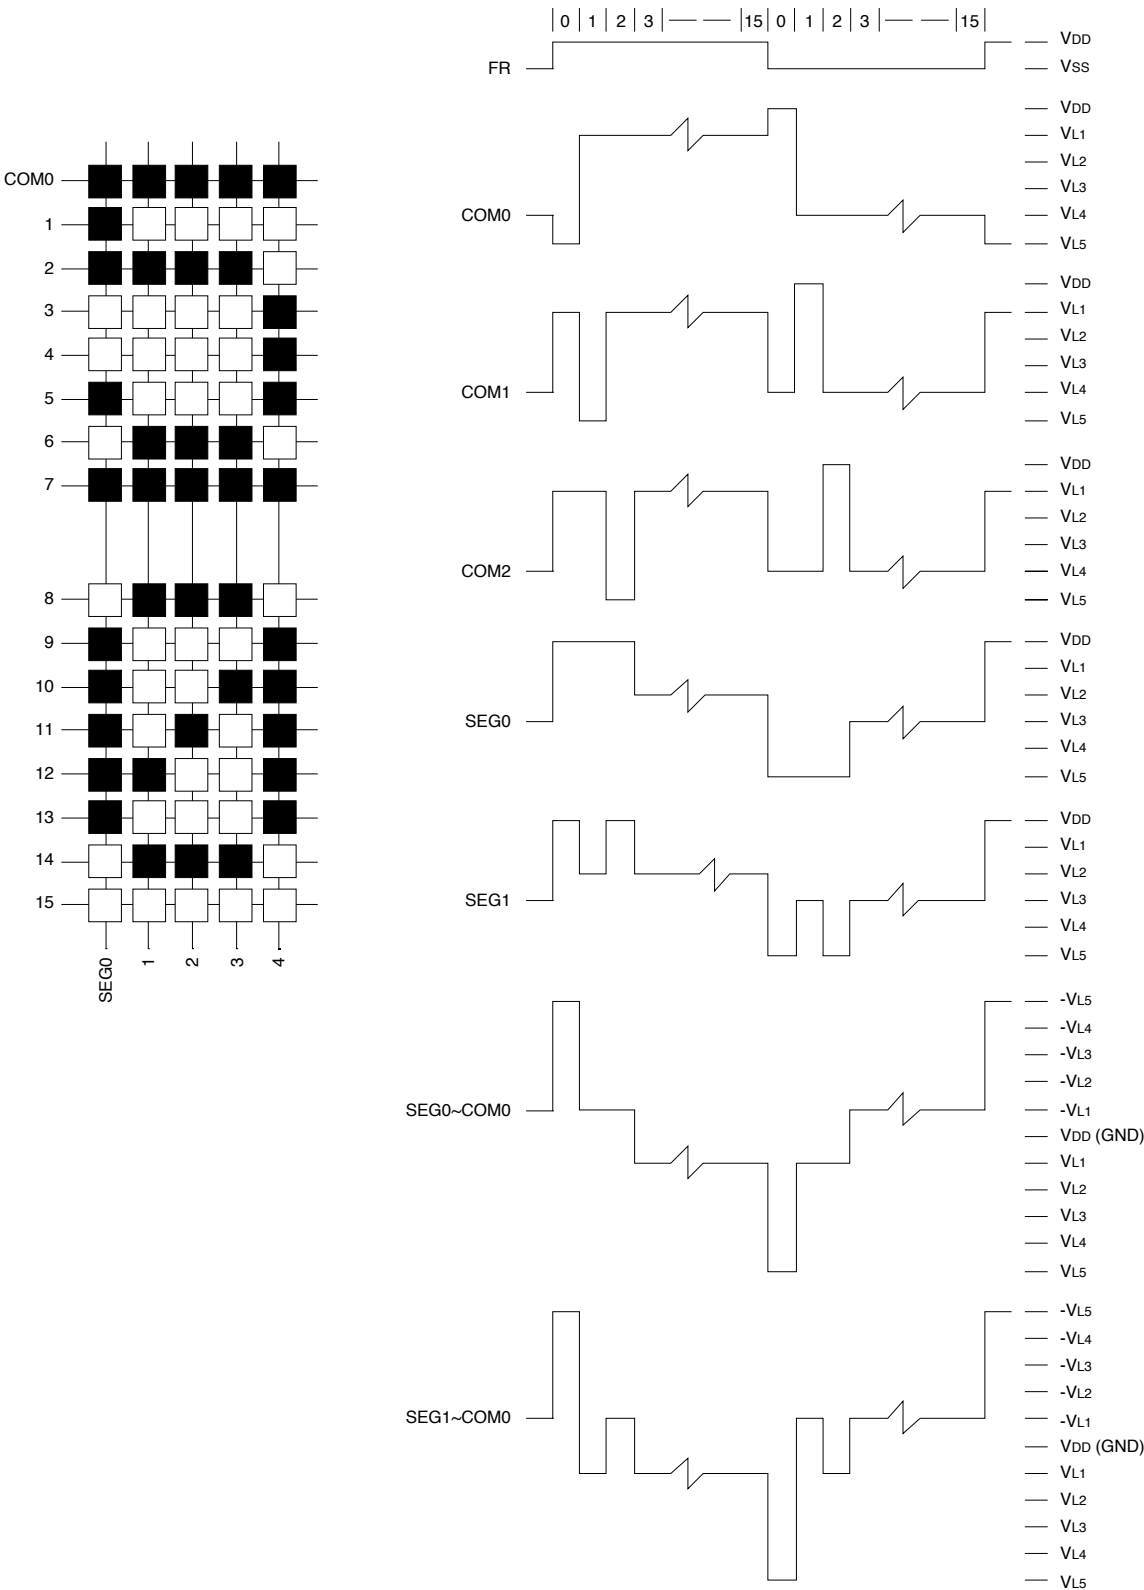 0 1 2 3 15 0 1 2 3 15
FR
VDD
VSS
COM0
1
2
3
4
5
6
7
8
9
10
11
12
13
14
15
SEG0
1
2
3
4
COM0
VDD
VL1
VL2
VL3
VL4
VL5
COM1
VDD
VL1
VL2
VL3
VL4
VL5
COM2
VDD
VL1
VL2
VL3
VL4
VL5
SEG0
VDD
VL1
VL2
VL3
VL4
VL5
SEG1
VDD
VL1
VL2
VL3
VL4
VL5
SEG0~COM0
-VL5
-VL4
-VL3
-VL2
-VL1
VDD (GND)
VL1
VL2
VL3
VL4
VL5
SEG1~COM0
-VL5
-VL4
-VL3
-VL2
-VL1
VDD (GND)
VL1
VL2
VL3
VL4
VL5